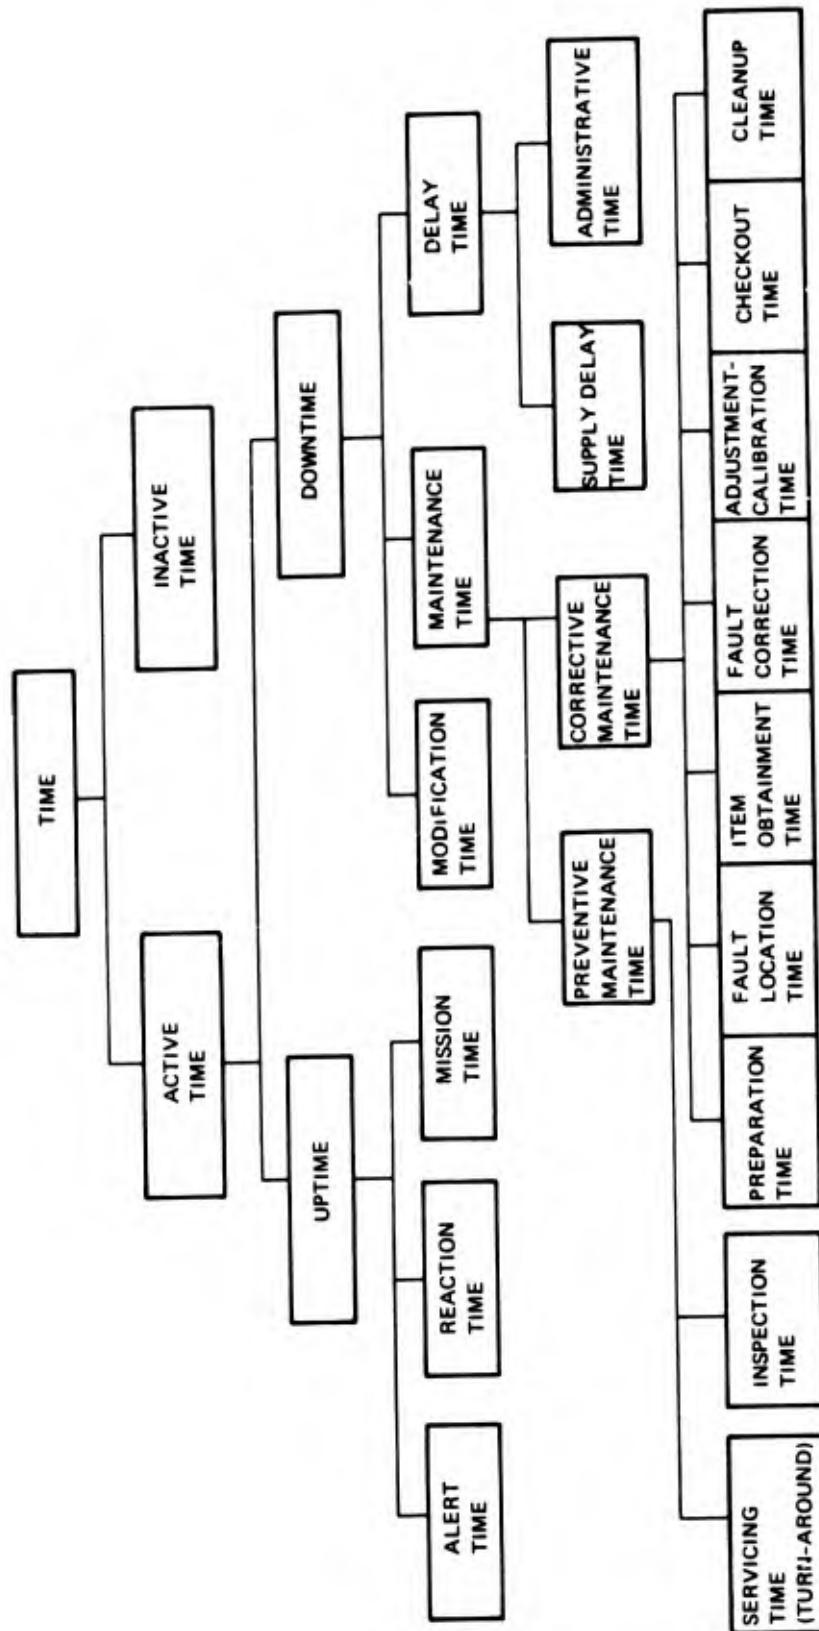 TIME
ACTIVE
TIME
INACTIVE
TIME
UPTIME
DOWNTIME
ALERT
TIME
REACTION
TIME
MISSION
TIME
MODIFICATION
TIME
MAINTENANCE
TIME
DELAY
TIME
PREVENTIVE
MAINTENANCE
TIME
CORRECTIVE
MAINTENANCE
TIME
SUPPLY DELAY
TIME
ADMINISTRATIVE
TIME
SERVICING
TIME
(TURN-AROUND)
INSPECTION
TIME
PREPARATION
TIME
FAULT
LOCATION
TIME
ITEM
OBTAINMENT
TIME
FAULT
CORRECTION
TIME
ADJUSTMENT-
CALIBRATION
TIME
CHECKOUT
TIME
CLEANUP
TIME